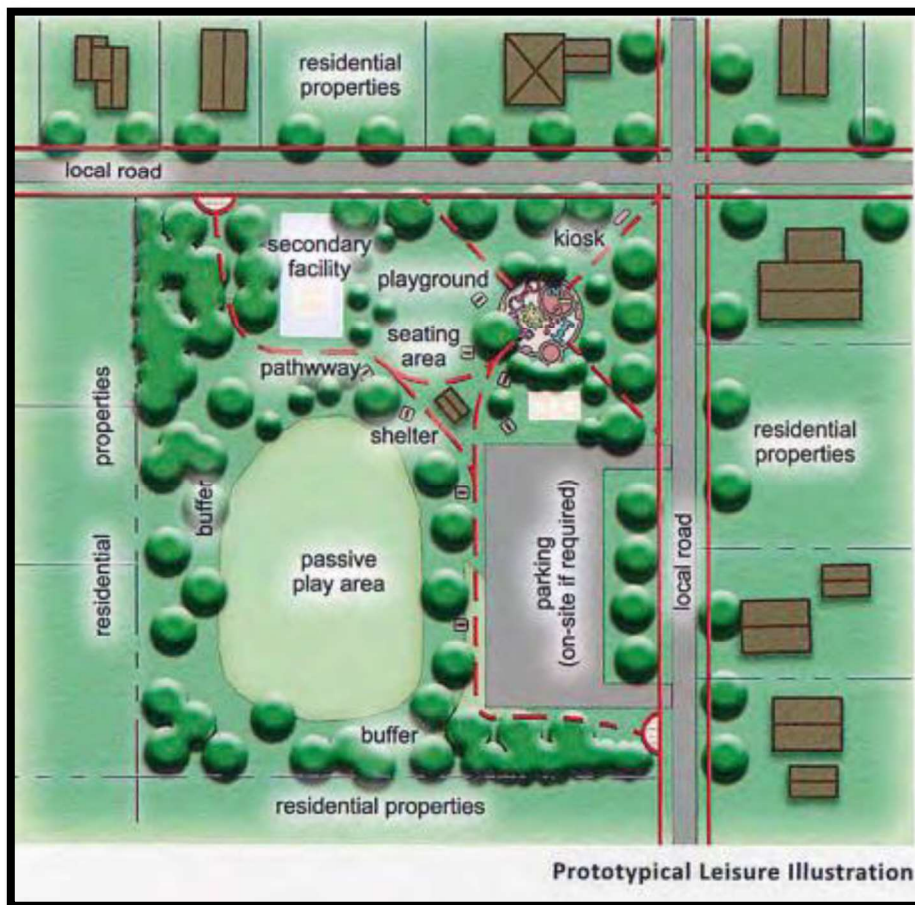 residential
properties
local road
kiosk
secondary
facility
playground
seating
area
pathwway
shelter
properties
residential
properties
buffer
passive
play area
parking
(on-site if required)
local road
residential
buffer
residential properties
Prototypical Leisure Illustration